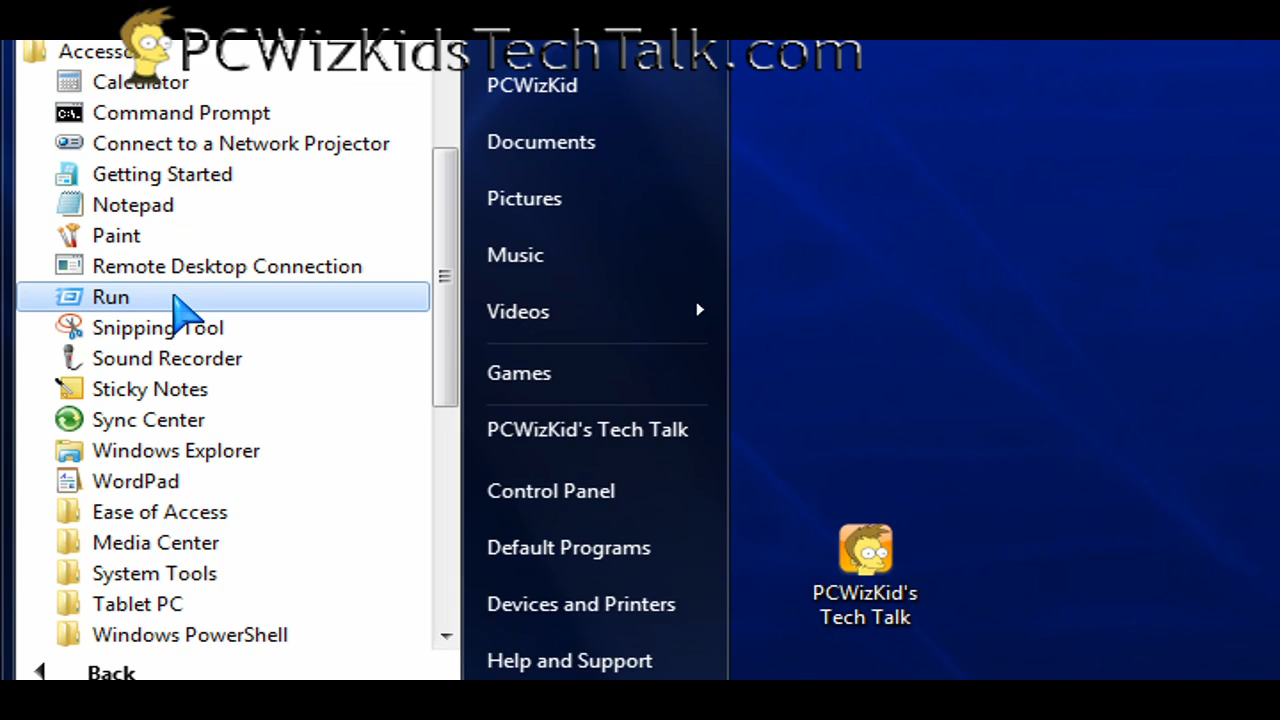 PCWizKidsTechTalk.com
Accesso
Calculator
Command Prompt
Connect to a Network Projector
Getting Started
Notepad
Paint
Remote Desktop Connection
Run
Snipping Tool
Sound Recorder
Sticky Notes
Sync Center
Windows Explorer
WordPad
Ease of Access
Media Center
System Tools
Tablet PC
Windows PowerShell
Back
PCWizKid
Documents
Pictures
Music
Videos
Games
PCWizKid's Tech Talk
Control Panel
Default Programs
Devices and Printers
Help and Support
PCWizKid's
Tech Talk